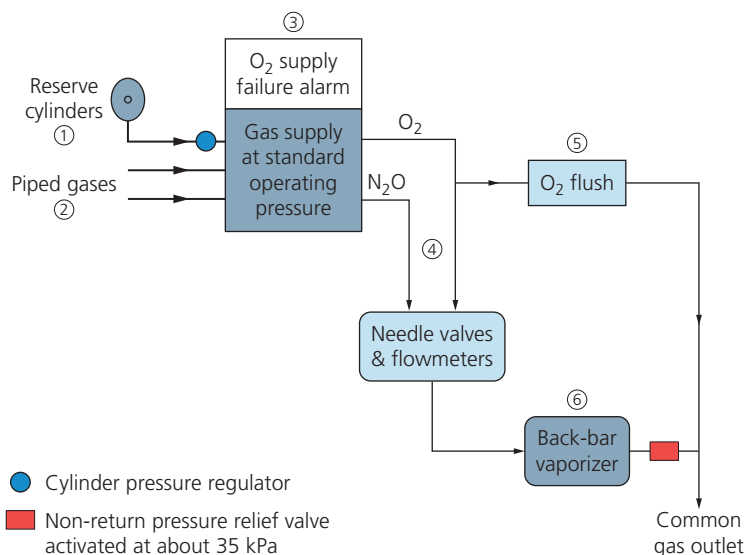 ③
O₂ supply
failure alarm
Reserve
cylinders
①
Gas supply
at standard
operating
pressure
Piped gases
②
O₂
N₂O
④
⑤
O₂ flush
Needle valves
& flowmeters
⑥
Back-bar
vaporizer
Cylinder pressure regulator
Non-return pressure relief valve
activated at about 35 kPa
Common
gas outlet